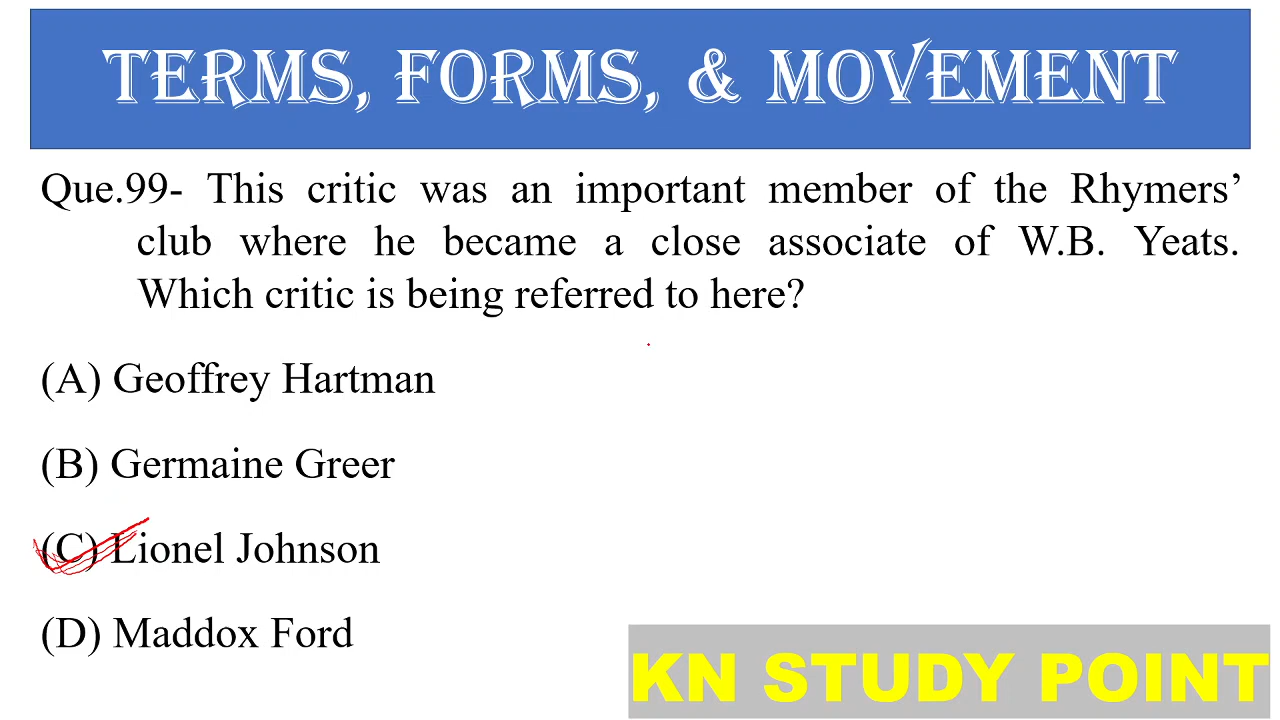 TERMS, FORMS, & MOVEMENT
Que.99- This critic was an important member of the Rhymers’
club where he became a close associate of W.B. Yeats.
Which critic is being referred to here?
(A) Geoffrey Hartman
(B) Germaine Greer
(C) Lionel Johnson
(D) Maddox Ford
KN STUDY POINT